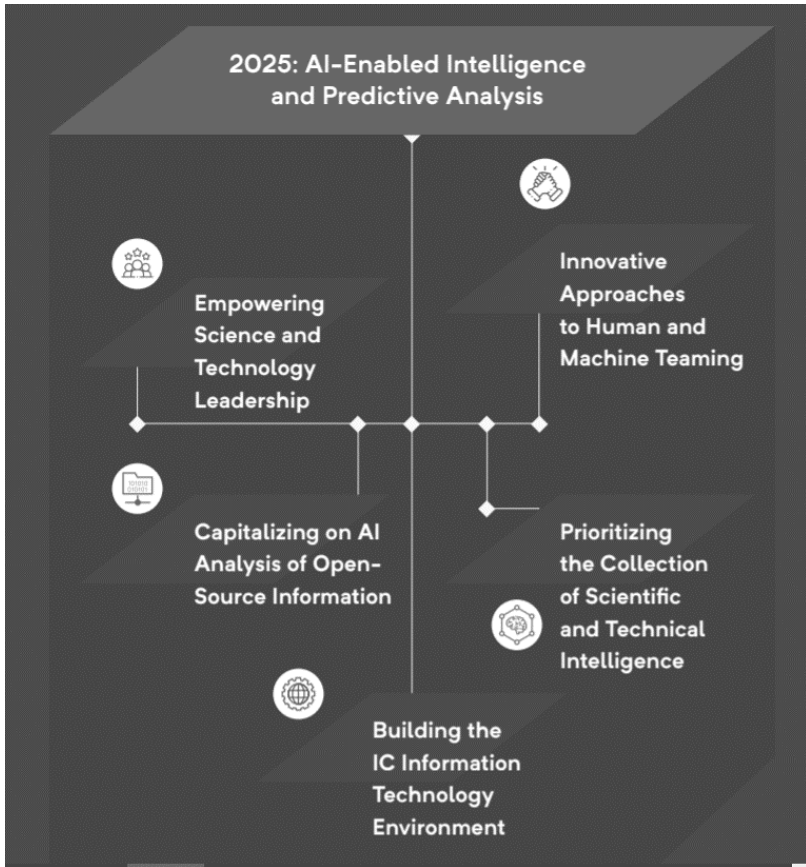 2025: AI-Enabled Intelligence
and Predictive Analysis
Innovative
Approaches
to Human and
Machine Teaming
Empowering
Science and
Technology
Leadership
101010
010101
Capitalizing on AI
Analysis of Open-
Source Information
Prioritizing
the Collection
of Scientific
and Technical
Intelligence
Building the
IC Information
Technology
Environment